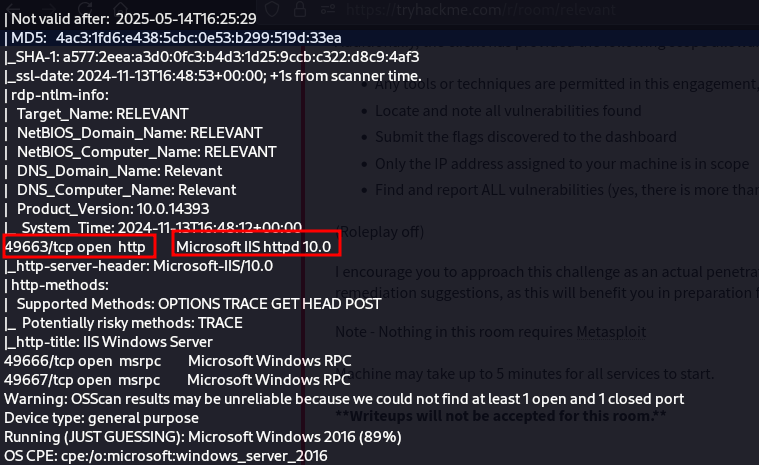 https://tryhackme.com/r/room/relevant
| Not valid after:  2025-05-14T16:25:29
| MD5:   4ac3:1fd6:e438:5cbc:0e53:b299:519d:33ea
|_SHA-1: a577:2eea:a3d0:0fc3:b4d3:1d25:9ccb:c322:d8c9:4af3
|_ssl-date: 2024-11-13T16:48:53+00:00; +1s from scanner time.
| rdp-ntlm-info:
|   Target_Name: RELEVANT
|   NetBIOS_Domain_Name: RELEVANT
|   NetBIOS_Computer_Name: RELEVANT
|   DNS_Domain_Name: Relevant
|   DNS_Computer_Name: Relevant
|   Product_Version: 10.0.14393
|_  System_Time: 2024-11-13T16:48:12+00:00
49663/tcp open  http        Microsoft IIS httpd 10.0
|_http-server-header: Microsoft-IIS/10.0
| http-methods:
|   Supported Methods: OPTIONS TRACE GET HEAD POST
|_  Potentially risky methods: TRACE
|_http-title: IIS Windows Server
49666/tcp open  msrpc       Microsoft Windows RPC
49667/tcp open  msrpc       Microsoft Windows RPC
Warning: OSScan results may be unreliable because we could not find at least 1 open and 1 closed port
Device type: general purpose
Running (JUST GUESSING): Microsoft Windows 2016 (89%)
OS CPE: cpe:/o:microsoft:windows_server_2016
• Any tools or techniques are permitted in this engagement,
• Locate and note all vulnerabilities found
• Submit the flags discovered to the dashboard
• Only the IP address assigned to your machine is in scope
• Find and report ALL vulnerabilities (yes, there is more than
(Roleplay off)
I encourage you to approach this challenge as an actual penetra
remediation suggestions, as this will benefit you in preparation
Note - Nothing in this room requires Metasploit
Machine may take up to 5 minutes for all services to start.
**Writeups will not be accepted for this room.**